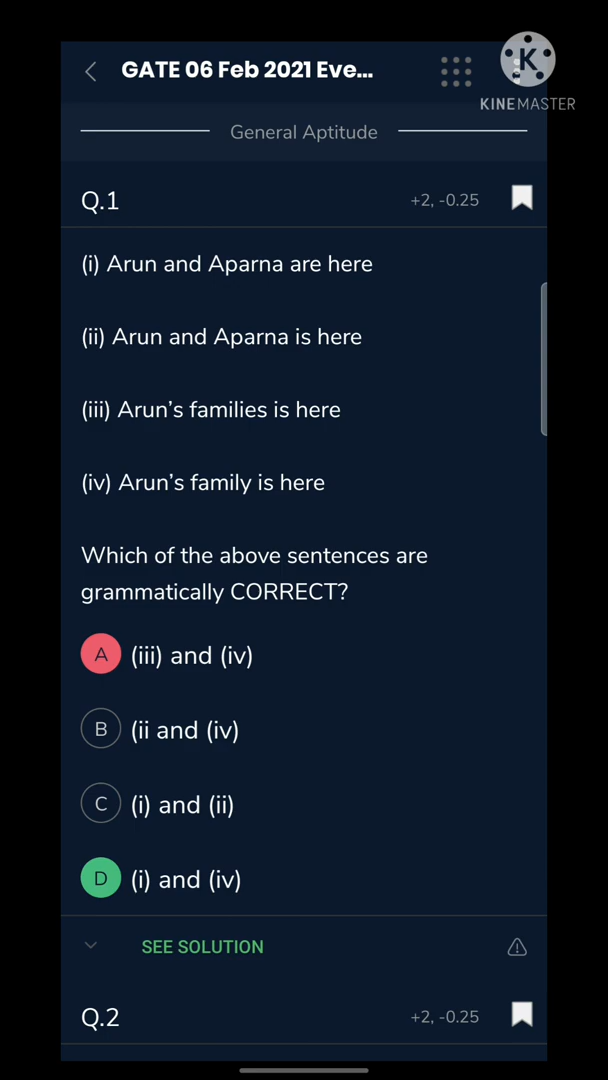 GATE 06 Feb 2021 Eve...
K
KINEMASTER
General Aptitude
Q.1
+2, -0.25
(i) Arun and Aparna are here
(ii) Arun and Aparna is here
(iii) Arun’s families is here
(iv) Arun’s family is here
Which of the above sentences are
grammatically CORRECT?
A (iii) and (iv)
B (ii and (iv)
C (i) and (ii)
D (i) and (iv)
SEE SOLUTION
Q.2
+2, -0.25